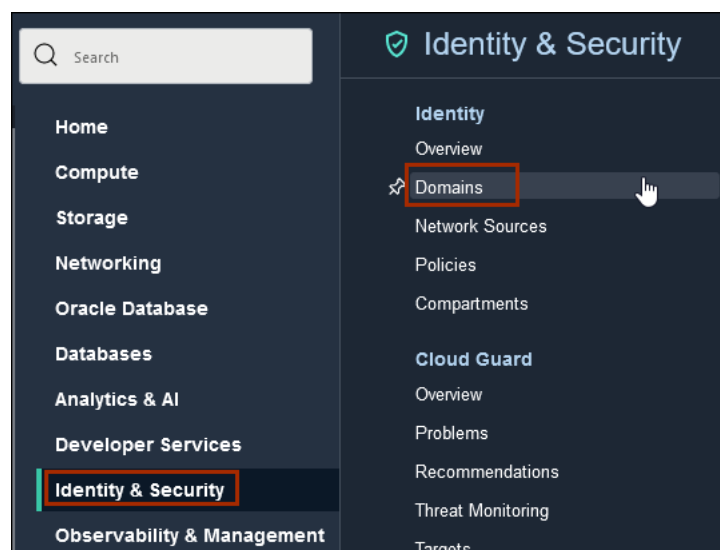 Search
Home
Compute
Storage
Networking
Oracle Database
Databases
Analytics & AI
Developer Services
Identity & Security
Observability & Management
Identity & Security
Identity
Overview
Domains
Network Sources
Policies
Compartments
Cloud Guard
Overview
Problems
Recommendations
Threat Monitoring
Targets